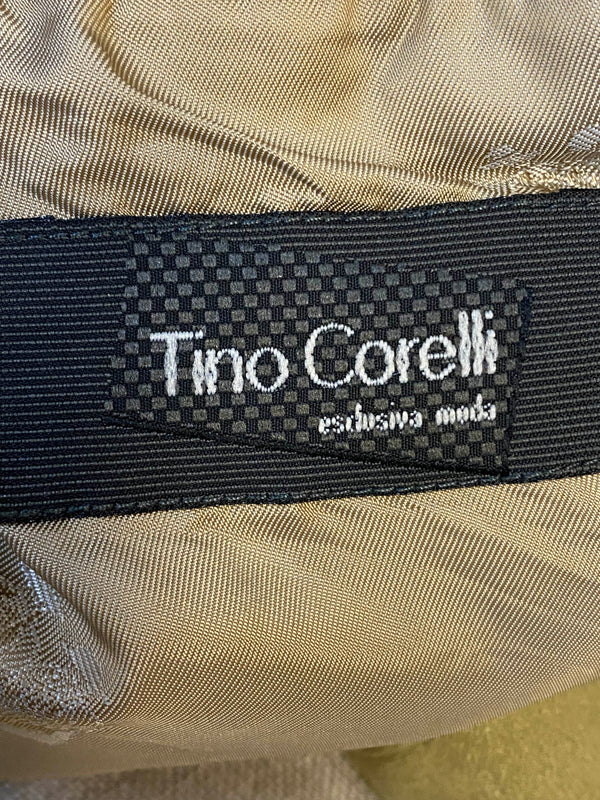 Tino Corelli
esclusiva moda